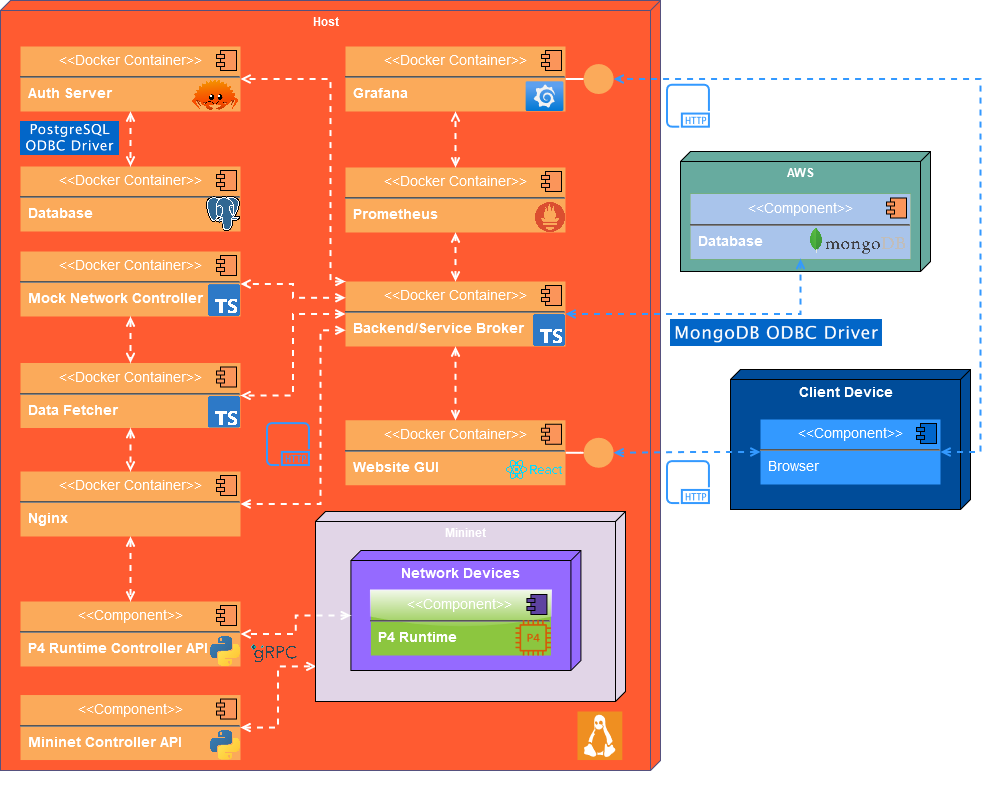 Host
<<Docker Container>>
Auth Server
PostgreSQL
ODBC Driver
<<Docker Container>>
Database
<<Docker Container>>
Mock Network Controller
TS
<<Docker Container>>
Data Fetcher
TS
<<Docker Container>>
Nginx
<<Component>>
P4 Runtime Controller API
<<Component>>
Mininet Controller API
<<Docker Container>>
Grafana
<<Docker Container>>
Prometheus
<<Docker Container>>
Backend/Service Broker
TS
<<Docker Container>>
Website GUI
React
HTTP
gRPC
Mininet
Network Devices
<<Component>>
P4 Runtime
P4
HTTP
AWS
<<Component>>
Database
mongoDB
MongoDB ODBC Driver
Client Device
<<Component>>
Browser
HTTP